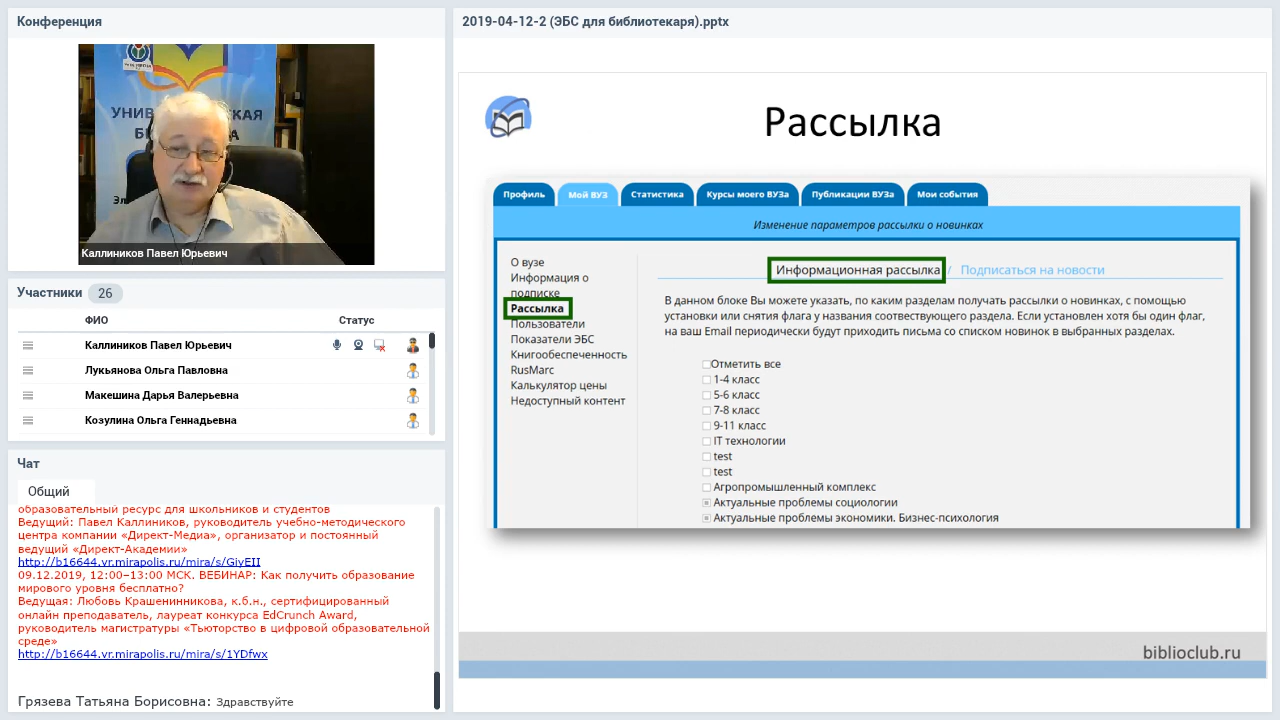 Конференция
Каллиников Павел Юрьевич
Участники 26
ФИО Статус
Каллиников Павел Юрьевич
Лукьянова Ольга Павловна
Макешина Дарья Валерьевна
Козулина Ольга Геннадьевна
Чат
Общий
образовательный ресурс для школьников и студентов
Ведущий: Павел Каллиников, руководитель учебно-методического
центра компании «Директ-Медиа», организатор и постоянный
ведущий «Директ-Академии»
http://b16644.vr.mirapolis.ru/mira/s/GiyEII
09.12.2019, 12:00–13:00 МСК. ВЕБИНАР: Как получить образование
мирового уровня бесплатно?
Ведущая: Любовь Крашенинникова, к.б.н., сертифицированный
онлайн преподаватель, лауреат конкурса EdCrunch Award,
руководитель магистратуры «Тьюторство в цифровой образовательной
среде»
http://b16644.vr.mirapolis.ru/mira/s/1YDfwx
Грязева Татьяна Борисовна: Здравствуйте
2019-04-12-2 (ЭБС для библиотекаря).pptx
Рассылка
Профиль Мой ВУЗ Статистика Курсы моего ВУЗа Публикации ВУЗа Мои события
Изменение параметров рассылки о новинках
О вузе
Информация о
подписке
Рассылка
Пользователи
Показатели ЭБС
Книгообеспеченность
RusMarc
Калькулятор цены
Недоступный контент
Информационная рассылка / Подписаться на новости
В данном блоке Вы можете указать, по каким разделам получать рассылки о новинках, с помощью
установки или снятия флага у названия соотвествующего раздела. Если установлен хотя бы один флаг,
на ваш Email периодически будут приходить письма со списком новинок в выбранных разделах.
Отметить все
1-4 класс
5-6 класс
7-8 класс
9-11 класс
IT технологии
test
test
Агропромышленный комплекс
Актуальные проблемы социологии
Актуальные проблемы экономики. Бизнес-психология
biblioclub.ru